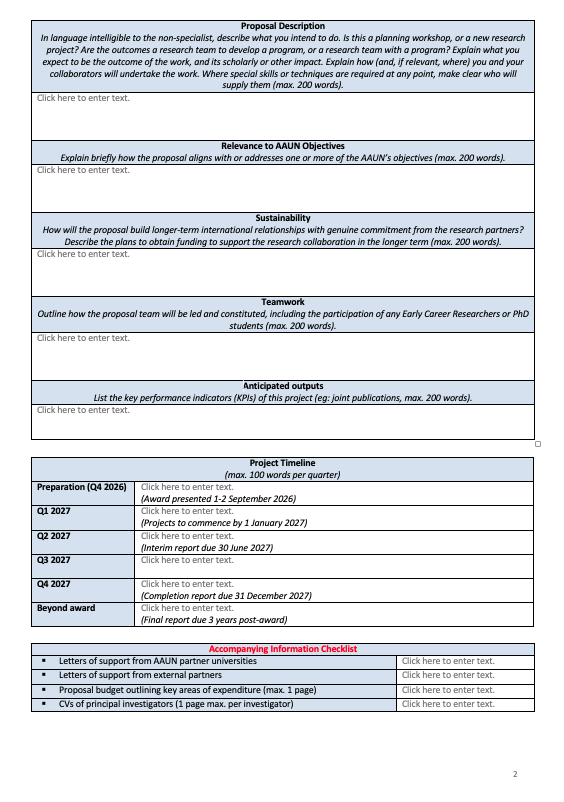 Proposal Description
In language intelligible to the non-specialist, describe what you intend to do. Is this a planning workshop, or a new research
project? Are the outcomes a research team to develop a program, or a research team with a program? Explain what you
expect to be the outcome of the work, and its scholarly or other impact. Explain how (and, if relevant, where) you and your
collaborators will undertake the work. Where special skills or techniques are required at any point, make clear who will
supply them (max. 200 words).
Click here to enter text.
Relevance to AAUN Objectives
Explain briefly how the proposal aligns with or addresses one or more of the AAUN's objectives (max. 200 words).
Click here to enter text.
Sustainability
How will the proposal build longer-term international relationships with genuine commitment from the research partners?
Describe the plans to obtain funding to support the research collaboration in the longer term (max. 200 words).
Click here to enter text.
Teamwork
Outline how the proposal team will be led and constituted, including the participation of any Early Career Researchers or PhD
students (max. 200 words).
Click here to enter text.
Anticipated outputs
List the key performance indicators (KPIs) of this project (eg: joint publications, max. 200 words).
Click here to enter text.
Project Timeline
(max. 100 words per quarter)
Preparation (Q4 2026) Click here to enter text.
(Award presented 1-2 September 2026)
Q1 2027 Click here to enter text.
(Projects to commence by 1 January 2027)
Q2 2027 Click here to enter text.
(Interim report due 30 June 2027)
Q3 2027 Click here to enter text.
Q4 2027 Click here to enter text.
(Completion report due 31 December 2027)
Beyond award Click here to enter text.
(Final report due 3 years post-award)
Accompanying Information Checklist
▪ Letters of support from AAUN partner universities Click here to enter text.
▪ Letters of support from external partners Click here to enter text.
▪ Proposal budget outlining key areas of expenditure (max. 1 page) Click here to enter text.
▪ CVs of principal investigators (1 page max. per investigator) Click here to enter text.
2